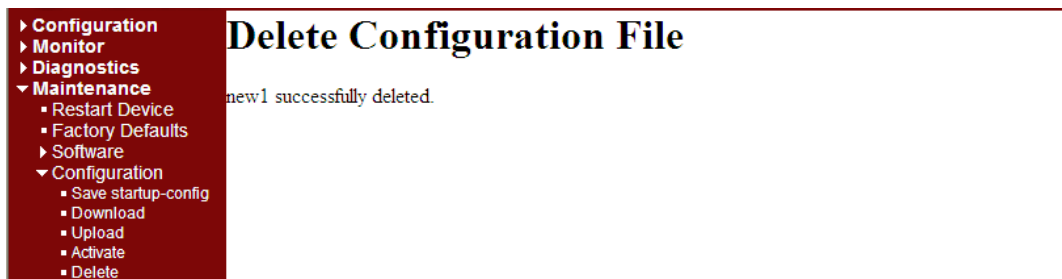 Configuration
Monitor
Diagnostics
Maintenance
Restart Device
Factory Defaults
Software
Configuration
Save startup-config
Download
Upload
Activate
Delete
Delete Configuration File
new1 successfully deleted.